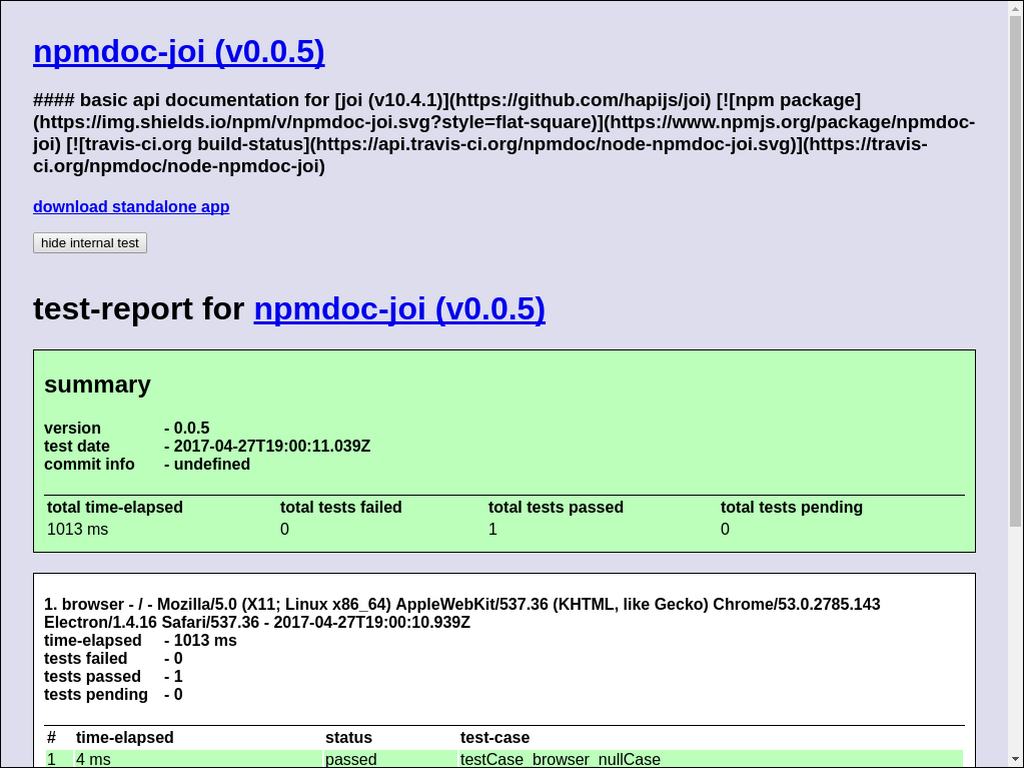 npmdoc-joi (v0.0.5)
#### basic api documentation for [joi (v10.4.1)](https://github.com/hapijs/joi) [![npm package]
(https://img.shields.io/npm/v/npmdoc-joi.svg?style=flat-square)](https://www.npmjs.org/package/npmdoc-
joi) [![travis-ci.org build-status](https://api.travis-ci.org/npmdoc/node-npmdoc-joi.svg)](https://travis-
ci.org/npmdoc/node-npmdoc-joi)
download standalone app
hide internal test
test-report for npmdoc-joi (v0.0.5)
summary
version - 0.0.5
test date - 2017-04-27T19:00:11.039Z
commit info - undefined
total time-elapsed total tests failed total tests passed total tests pending
1013 ms 0 1 0
1. browser - / - Mozilla/5.0 (X11; Linux x86_64) AppleWebKit/537.36 (KHTML, like Gecko) Chrome/53.0.2785.143
Electron/1.4.16 Safari/537.36 - 2017-04-27T19:00:10.939Z
time-elapsed - 1013 ms
tests failed - 0
tests passed - 1
tests pending - 0
# time-elapsed status test-case
1 4 ms passed testCase_browser_nullCase